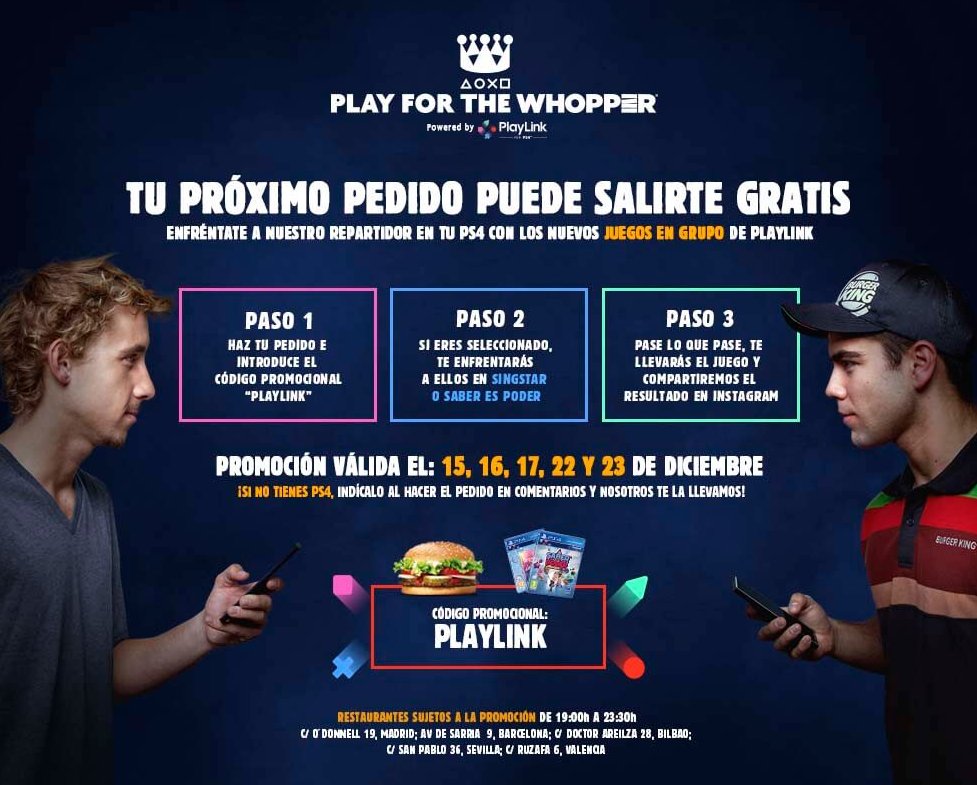 PLAY FOR THE WHOPPER
Powered by PlayLink
TU PRÓXIMO PEDIDO PUEDE SALIRTE GRATIS
ENFRÉNTATE A NUESTRO REPARTIDOR EN TU PS4 CON LOS NUEVOS JUEGOS EN GRUPO DE PLAYLINK
PASO 1
HAZ TU PEDIDO E
INTRODUCE EL
CÓDIGO PROMOCIONAL
"PLAYLINK"
PASO 2
SI ERES SELECCIONADO,
TE ENFRENTARÁS
A ELLOS EN SINGSTAR
O SABER ES PODER
PASO 3
PASE LO QUE PASE, TE
LLEVARÁS EL JUEGO Y
COMPARTIREMOS EL
RESULTADO EN INSTAGRAM
BURGER
KING
PROMOCIÓN VÁLIDA EL: 15, 16, 17, 22 Y 23 DE DICIEMBRE
¡SI NO TIENES PS4, INDÍCALO AL HACER EL PEDIDO EN COMENTARIOS Y NOSOTROS TE LA LLEVAMOS!
BURGER KING
CÓDIGO PROMOCIONAL:
PLAYLINK
RESTAURANTES SUJETOS A LA PROMOCIÓN DE 19:00h A 23:30h
C/ O'DONNELL 19, MADRID; AV DE SARRIA 9, BARCELONA; C/ DOCTOR AREILZA 28, BILBAO;
C/ SAN PABLO 36, SEVILLA; C/ RUZAFA 6, VALENCIA